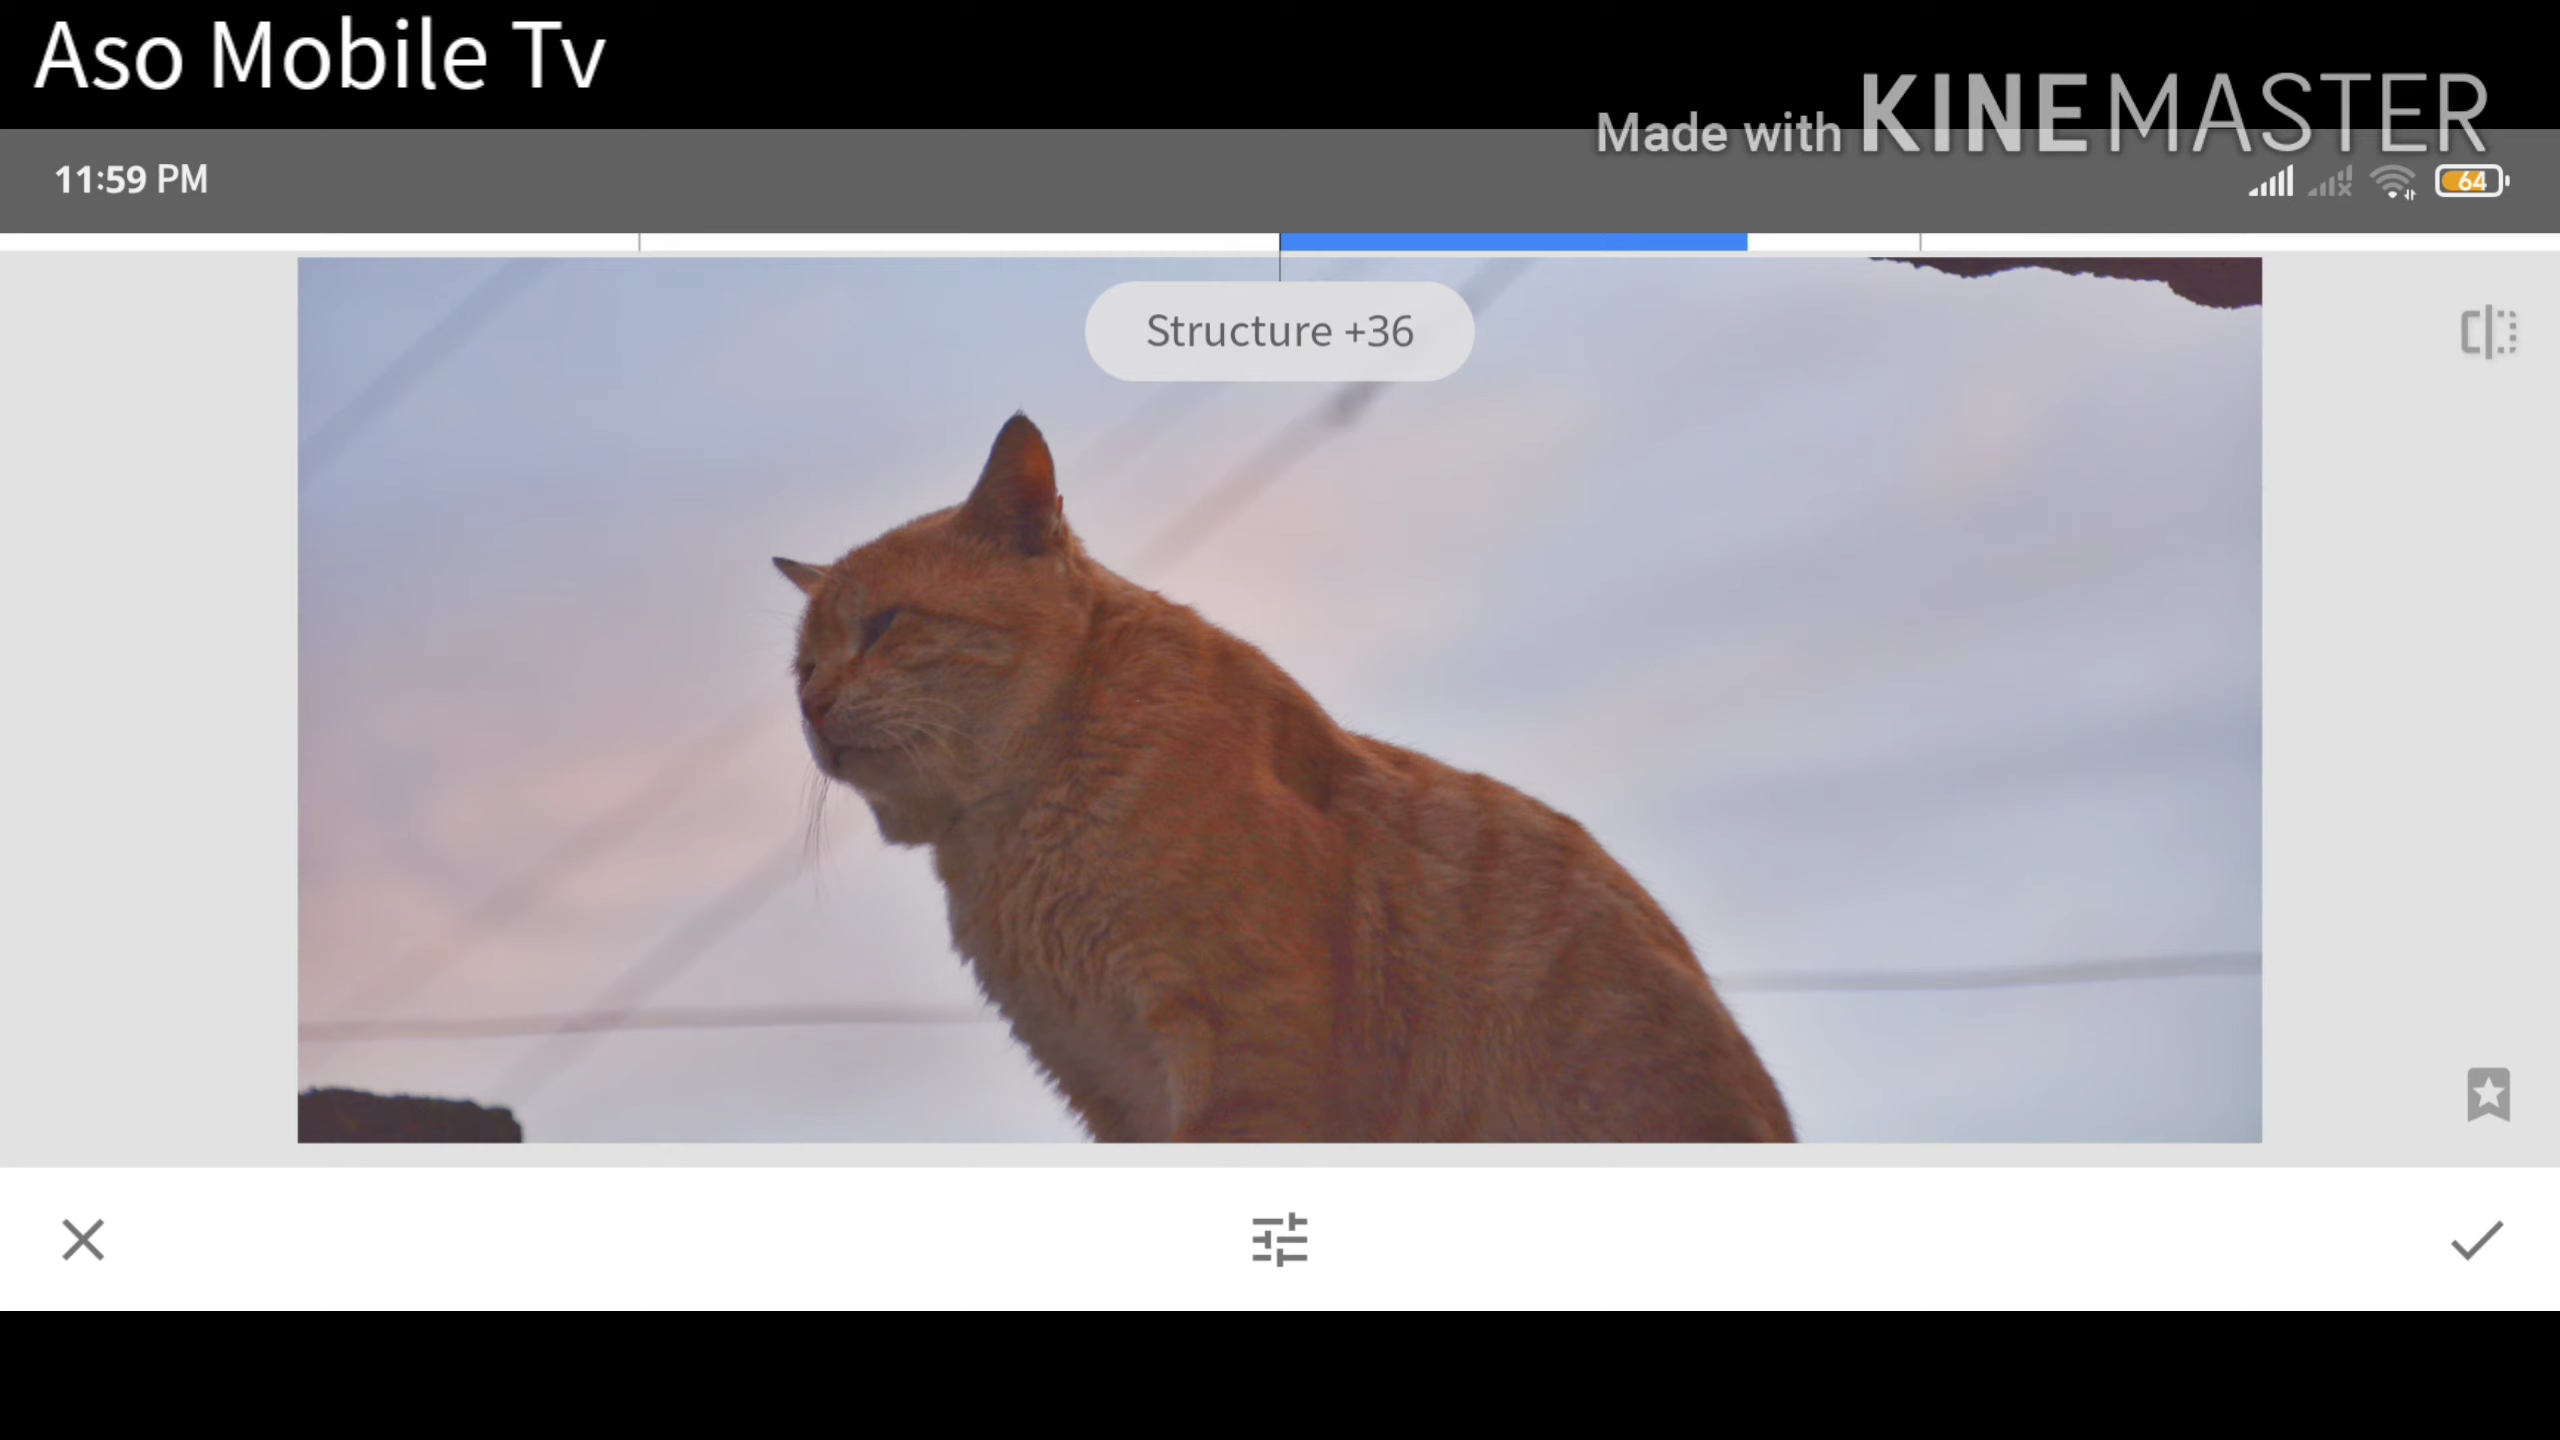 Aso Mobile Tv
Made with KINEMASTER
11:59 PM
64
Structure +36